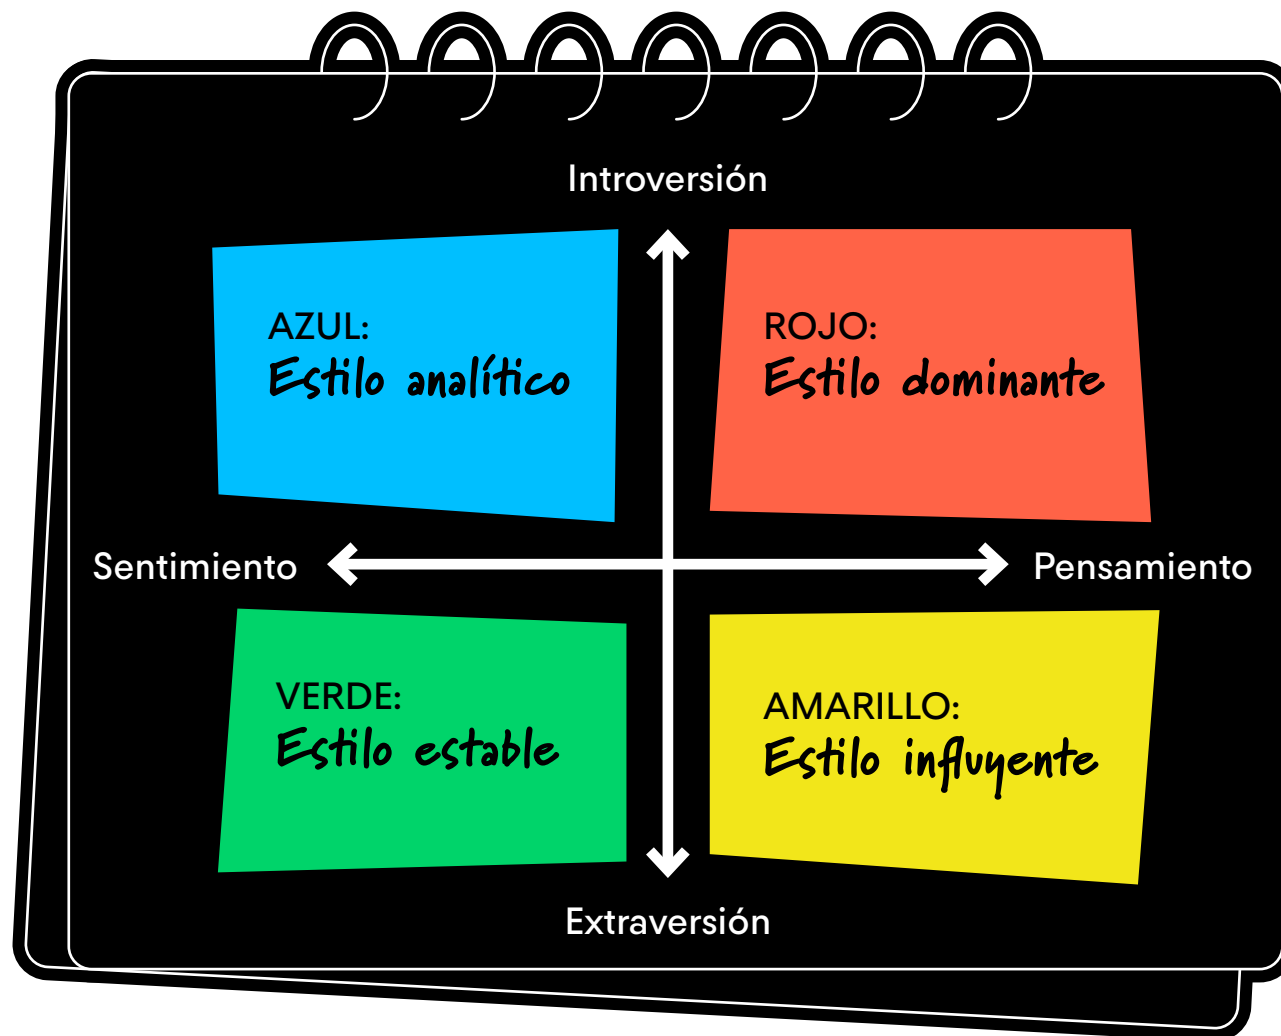 Introversión
AZUL:
Estilo analítico
ROJO:
Estilo dominante
Sentimiento
Pensamiento
VERDE:
Estilo estable
AMARILLO:
Estilo influyente
Extraversión